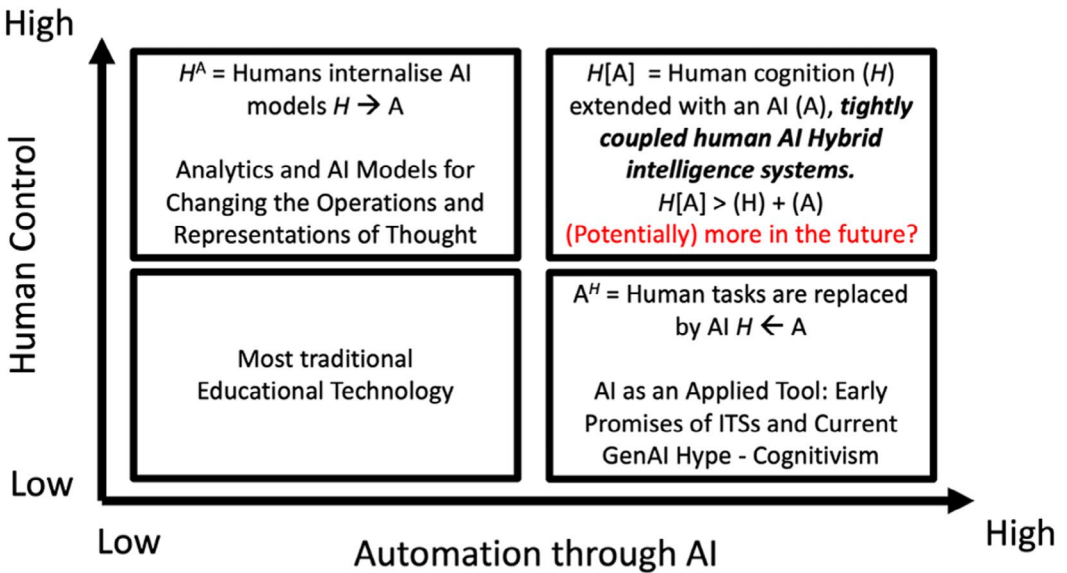 High
Human Control
Low
Hᴬ = Humans internalise AI
models H → A
Analytics and AI Models for
Changing the Operations and
Representations of Thought
H[A] = Human cognition (H)
extended with an AI (A), tightly
coupled human AI Hybrid
intelligence systems.
H[A] > (H) + (A)
(Potentially) more in the future?
Most traditional
Educational Technology
Aᴴ = Human tasks are replaced
by AI H ← A
AI as an Applied Tool: Early
Promises of ITSs and Current
GenAI Hype - Cognitivism
Low
Automation through AI
High